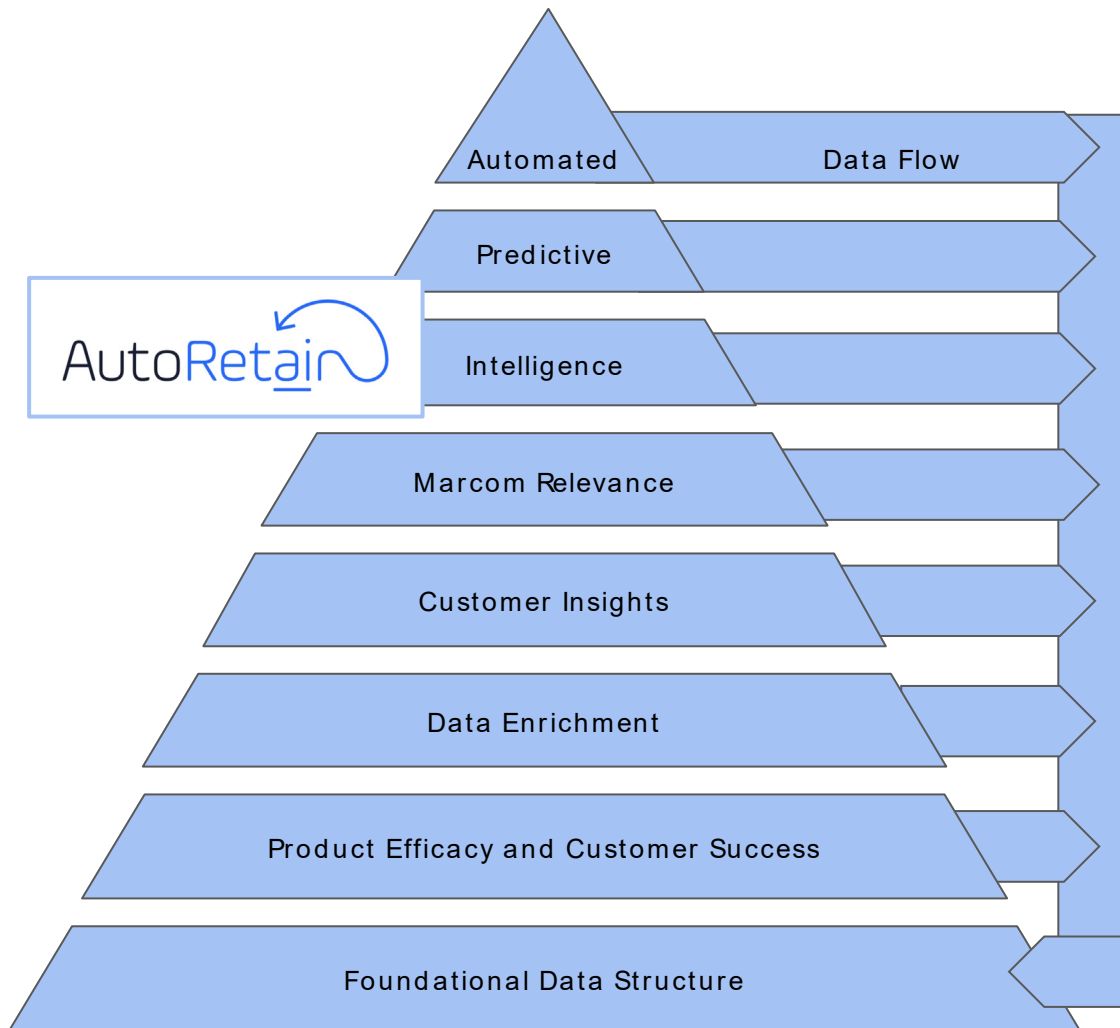 Automated
Data Flow
Predictive
AutoRetain
Intelligence
Marcom Relevance
Customer Insights
Data Enrichment
Product Efficacy and Customer Success
Foundational Data Structure